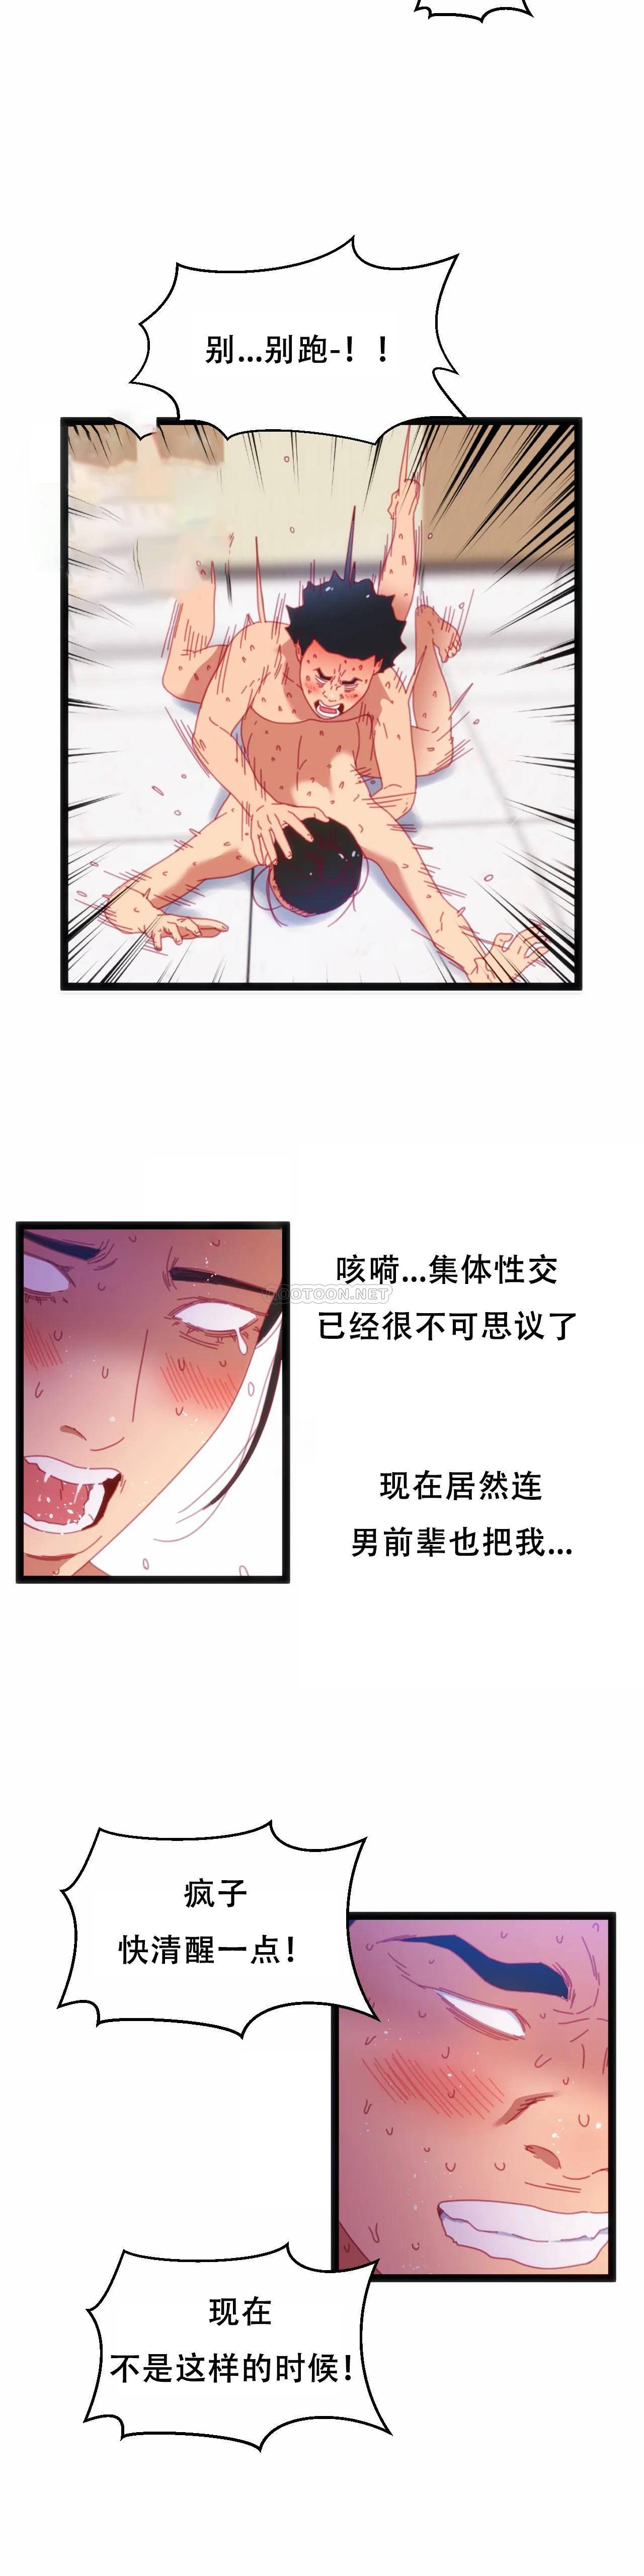 别...别跑-！！
咳嗬...集体性交
TOOTOON.NET
已经很不可思议了
现在居然连
男前辈也把我...
疯子
快清醒一点！
现在
不是这样的时候！